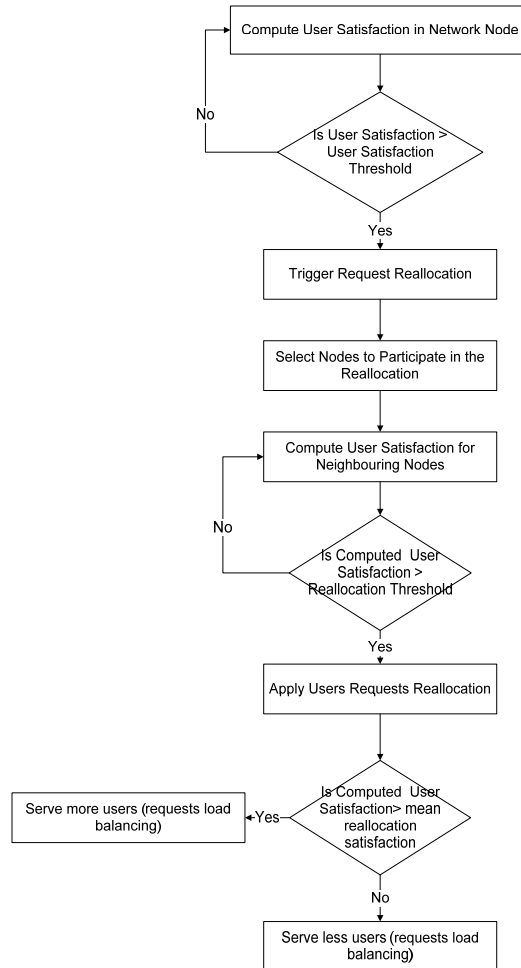 Compute User Satisfaction in Network Node
No
Is User Satisfaction >
User Satisfaction
Threshold
Yes
Trigger Request Reallocation
Select Nodes to Participate in the
Reallocation
Compute User Satisfaction for
Neighbouring Nodes
No
Is Computed User
Satisfaction >
Reallocation Threshold
Yes
Apply Users Requests Reallocation
Is Computed User
Satisfaction> mean
reallocation
satisfaction
Yes
Serve more users (requests load
balancing)
No
Serve less users (requests load
balancing)